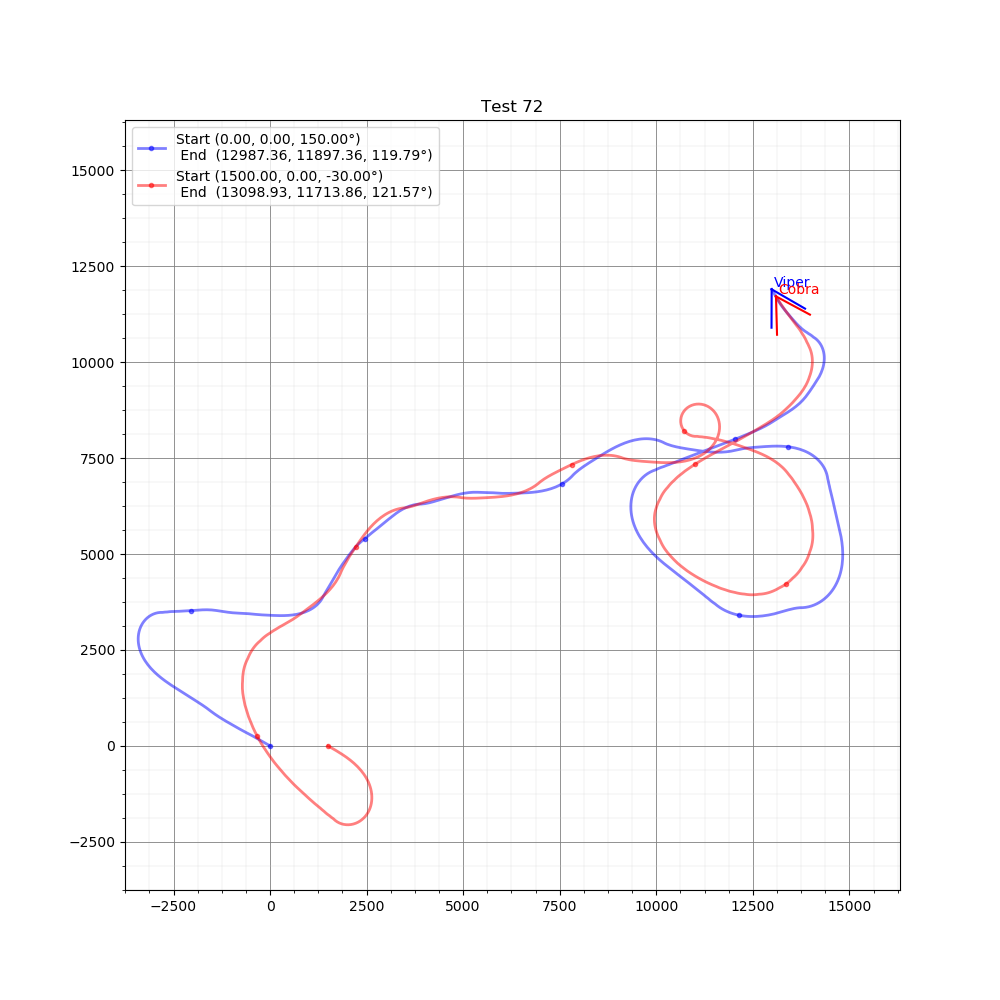 Test 72
Start (0.00, 0.00, 150.00°)
End (12987.36, 11897.36, 119.79°)
Start (1500.00, 0.00, -30.00°)
End (13098.93, 11713.86, 121.57°)
15000
12500
10000
7500
5000
2500
0
−2500
Viper
Cobra
−2500 0 2500 5000 7500 10000 12500 15000